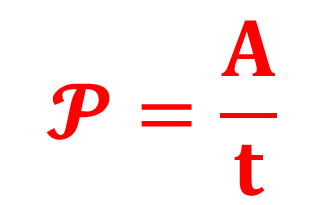 𝒫 = A/t